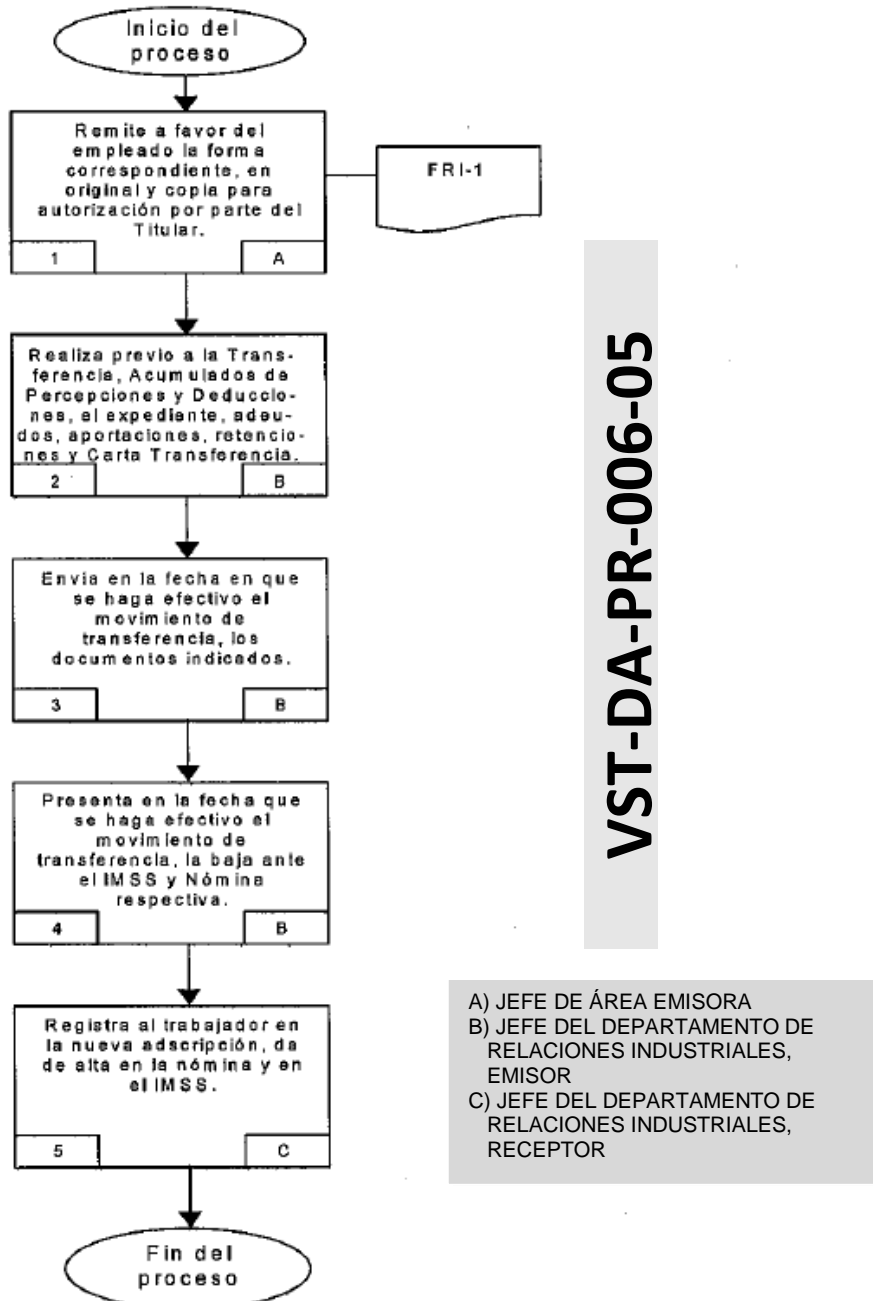 Inicio del
proceso
Remite a favor del
empleado la forma
correspondiente, en
original y copia para
autorización por parte del
Titular.
1
A
FRI-1
Realiza previo a la Trans-
ferencia, Acumulados de
Percepciones y Deduccio-
nes, el expediente, adeu-
dos, aportaciones, retencio-
nes y Carta Transferencia.
2
B
Envia en la fecha en que
se haga efectivo el
movimiento de
transferencia, los
documentos indicados.
3
B
Presenta en la fecha que
se haga efectivo el
movimiento de
transferencia, la baja ante
el IMSS y Nómina
respectiva.
4
B
Registra al trabajador en
la nueva adscripción, da
de alta en la nómina y en
el IMSS.
5
C
Fin del
proceso
VST-DA-PR-006-05
A) JEFE DE ÁREA EMISORA
B) JEFE DEL DEPARTAMENTO DE
RELACIONES INDUSTRIALES,
EMISOR
C) JEFE DEL DEPARTAMENTO DE
RELACIONES INDUSTRIALES,
RECEPTOR